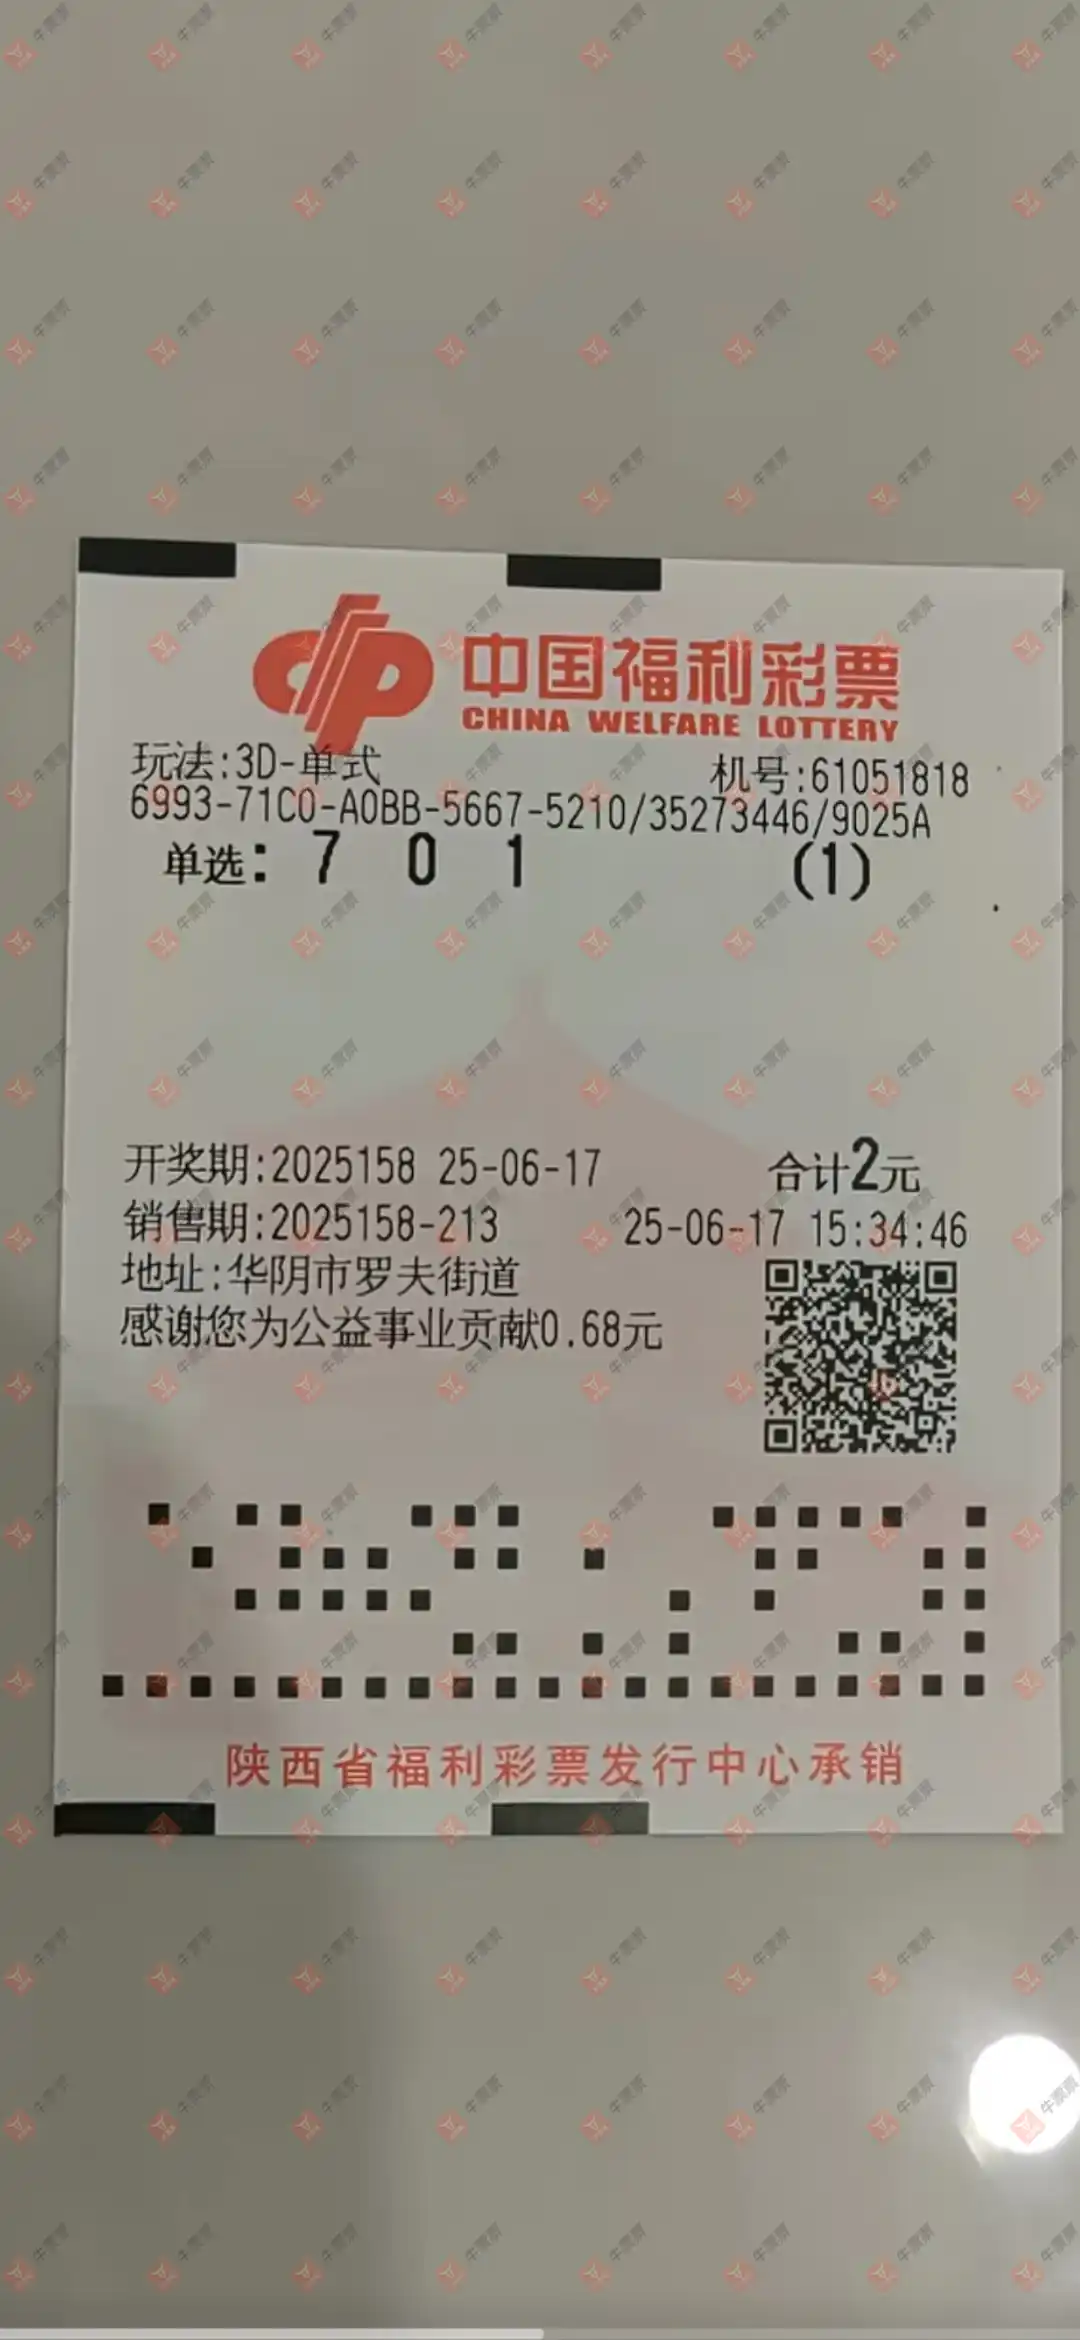 中国福利彩票
CHINA WELFARE LOTTERY
玩法:3D-单式 机号:61051818
6993-71C0-A0BB-5667-5210/35273446/9025A
单选: 7 0 1 (1)
开奖期:2025158 25-06-17 合计2元
销售期:2025158-213 25-06-17 15:34:46
地址:华阴市罗夫街道
感谢您为公益事业贡献0.68元
陕西省福利彩票发行中心承销